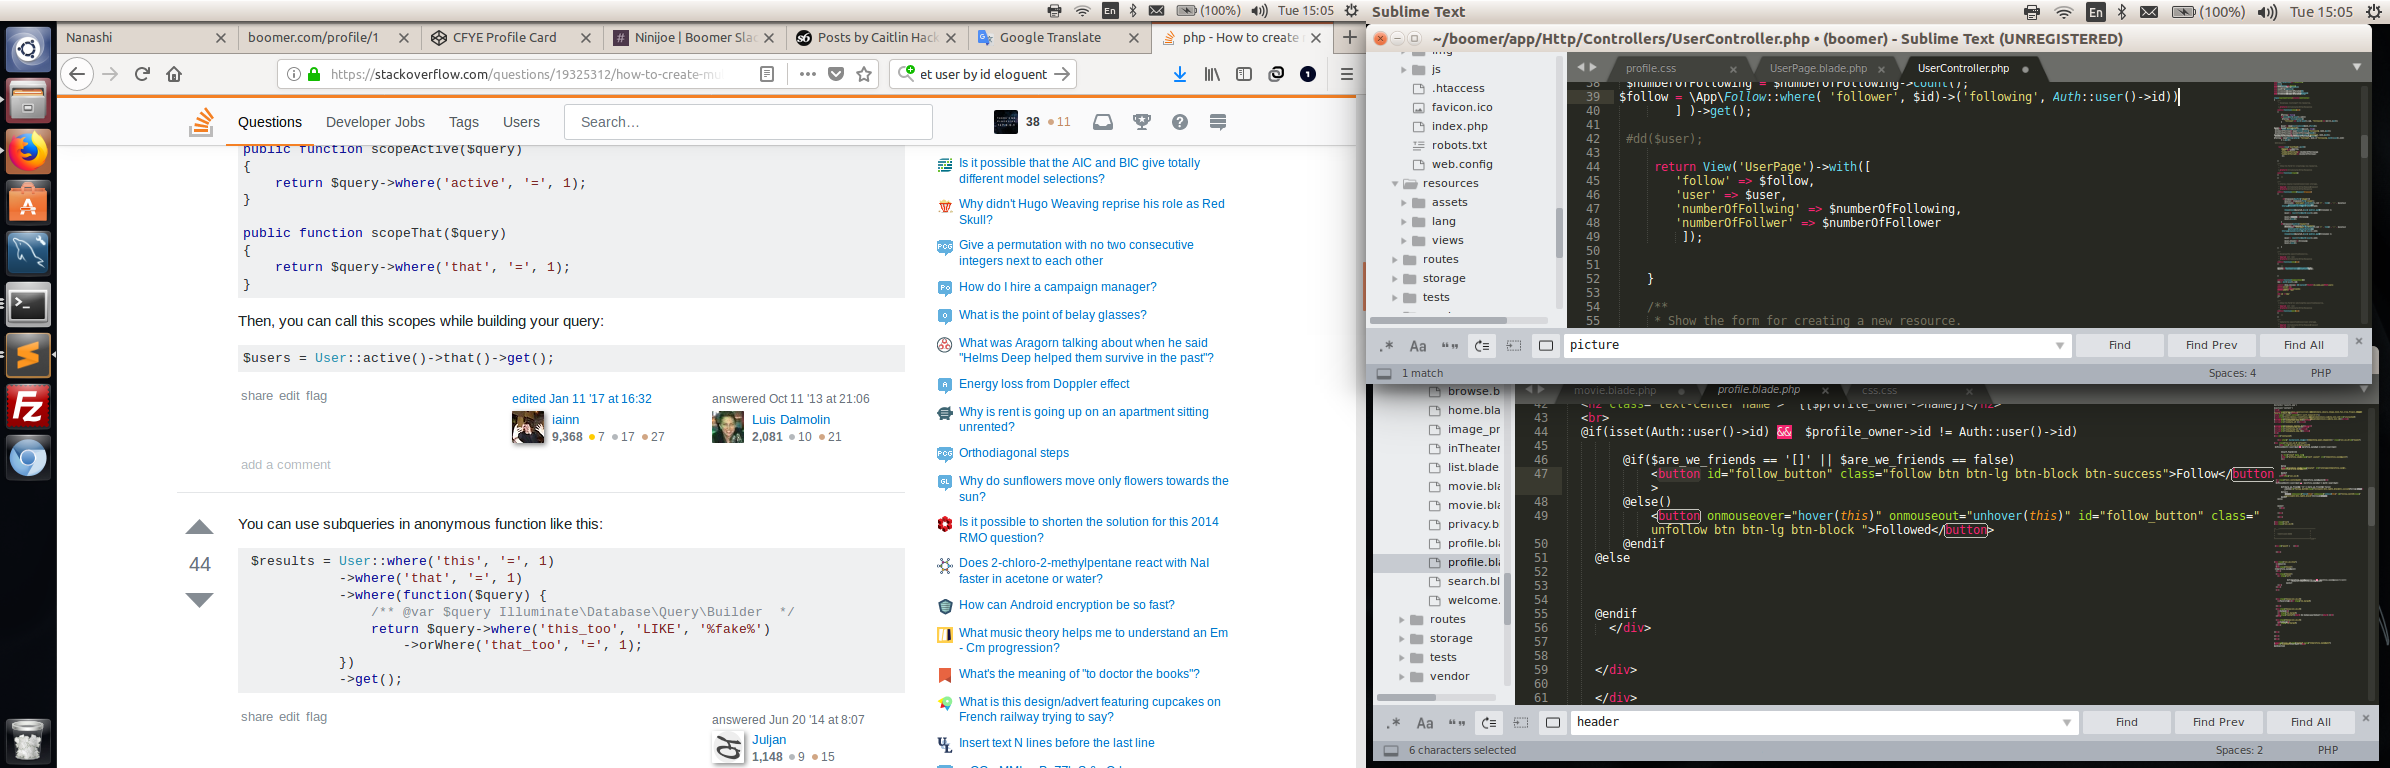 (100%) Tue 15:05
Nanashi
boomer.com/profile/1
CFYE Profile Card
Ninijoe | Boomer Sla
Posts by Caitlin Hack
Google Translate
php - How to create
https://stackoverflow.com/questions/19325312/how-to-create-mu
et user by id eloquent
Questions Developer Jobs Tags Users Search… 38 11
public function scopeActive($query)
{
return $query->where('active', '=', 1);
}
public function scopeThat($query)
{
return $query->where('that', '=', 1);
}
Then, you can call this scopes while building your query:
$users = User::active()->that()->get();
share edit flag
edited Jan 11 '17 at 16:32
iainn
9,368 7 17 27
answered Oct 11 '13 at 21:06
Luis Dalmolin
2,081 10 21
add a comment
44
You can use subqueries in anonymous function like this:
$results = User::where('this', '=', 1)
->where('that', '=', 1)
->where(function($query) {
/** @var $query Illuminate\Database\Query\Builder */
return $query->where('this_too', 'LIKE', '%fake%')
->orWhere('that_too', '=', 1);
})
->get();
share edit flag
answered Jun 20 '14 at 8:07
Juljan
1,148 9 15
Is it possible that the AIC and BIC give totally
different model selections?
Why didn't Hugo Weaving reprise his role as Red
Skull?
Give a permutation with no two consecutive
integers next to each other
How do I hire a campaign manager?
What is the point of belay glasses?
What was Aragorn talking about when he said
"Helms Deep helped them survive in the past"?
Energy loss from Doppler effect
Why is rent is going up on an apartment sitting
unrented?
Orthodiagonal steps
Why do sunflowers move only flowers towards the
sun?
Is it possible to shorten the solution for this 2014
RMO question?
Does 2-chloro-2-methylpentane react with NaI
faster in acetone or water?
How can Android encryption be so fast?
What music theory helps me to understand an Em
- Cm progression?
What's the meaning of "to doctor the books"?
What is this design/advert featuring cupcakes on
French railway trying to say?
Insert text N lines before the last line
Sublime Text
En (100%) Tue 15:05
~/boomer/app/Http/Controllers/UserController.php • (boomer) - Sublime Text (UNREGISTERED)
img
js
.htaccess
favicon.ico
index.php
robots.txt
web.config
resources
assets
lang
views
routes
storage
tests
profile.css UserPage.blade.php UserController.php
38 $numberOfFollowing = $numberOfFollowing->count();
39 $follow = \App\Follow::where( 'follower', $id)->('following', Auth::user()->id))
40 ] )->get();
41
42 #dd($user);
43
44 return View('UserPage')->with([
45 'follow' => $follow,
46 'user' => $user,
47 'numberOfFollwing' => $numberOfFollowing,
48 'numberOfFollwer' => $numberOfFollower
49 ]);
50
51
52 }
53
54 /**
55 * Show the form for creating a new resource.
picture
Find Find Prev Find All
1 match Spaces: 4 PHP
browse.b
home.bla
image_pr
inTheater
list.blade
movie.bla
movie.bla
privacy.b
profile.bl
profile.bla
search.bl
welcome.
routes
storage
tests
vendor
movie.blade.php profile.blade.php css.css
42 <h2 class="text-center name"> {{$profile_owner->name}}</h2>
43 <br>
44 @if(isset(Auth::user()->id) && $profile_owner->id != Auth::user()->id)
45
46 @if($are_we_friends == '[]' || $are_we_friends == false)
47 <button id="follow_button" class="follow btn btn-lg btn-block btn-success">Follow</button
>
48 @else()
49 <button onmouseover="hover(this)" onmouseout="unhover(this)" id="follow_button" class="
unfollow btn btn-lg btn-block ">Followed</button>
50 @endif
51 @else
52
53
54
55 @endif
56 </div>
57
58
59 </div>
60
61 </div>
header
Find Find Prev Find All
6 characters selected Spaces: 2 PHP